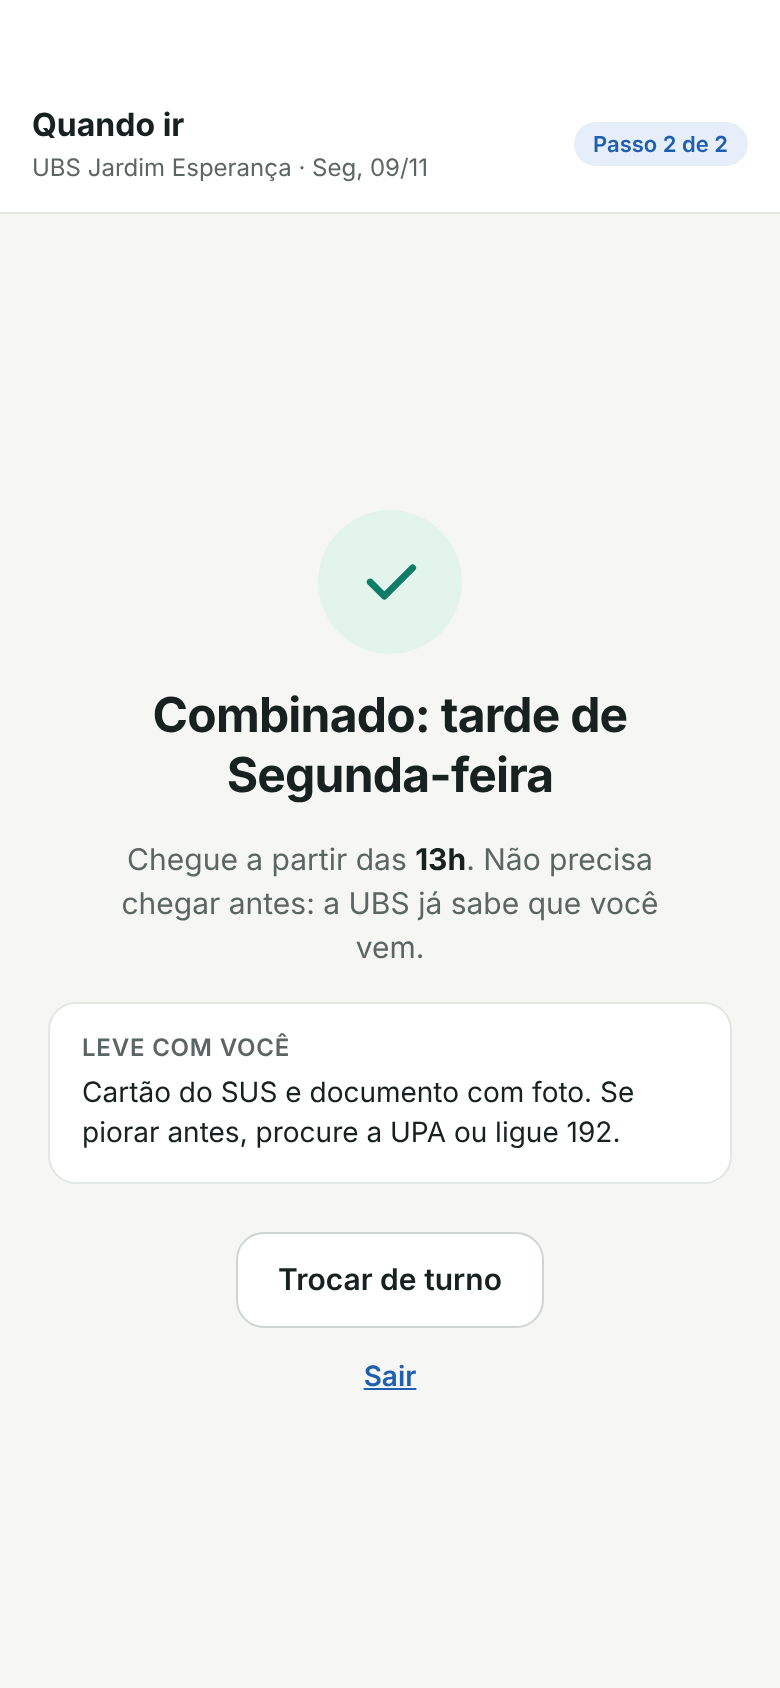 Quando ir
UBS Jardim Esperança · Seg, 09/11
Passo 2 de 2
Combinado: tarde de
Segunda-feira
Chegue a partir das 13h. Não precisa
chegar antes: a UBS já sabe que você
vem.
LEVE COM VOCÊ
Cartão do SUS e documento com foto. Se
piorar antes, procure a UPA ou ligue 192.
Trocar de turno
Sair